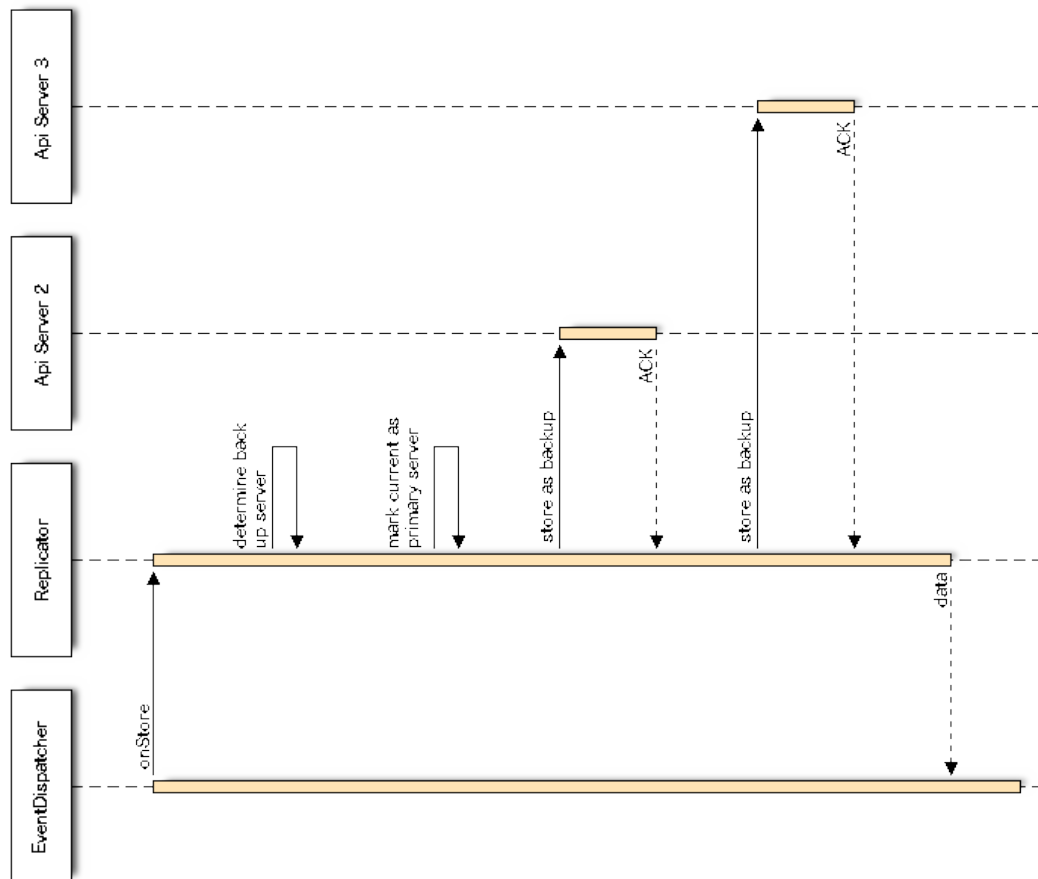 EventDispatcher
Replicator
Api Server 2
Api Server 3
onStore
determine back
up server
mark current as
primary server
store as backup
ACK
store as backup
ACK
data